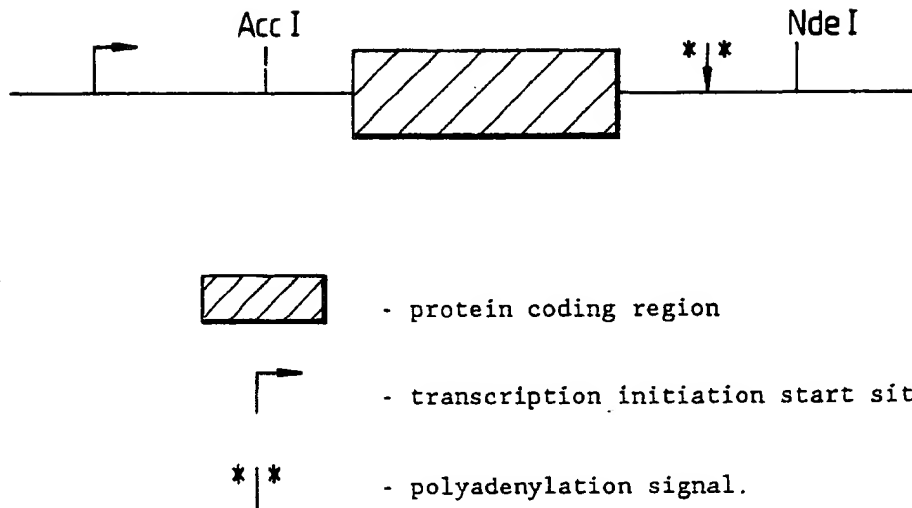 Acc I
* * Nde I
- protein coding region
- transcription initiation start sit
* * - polyadenylation signal.